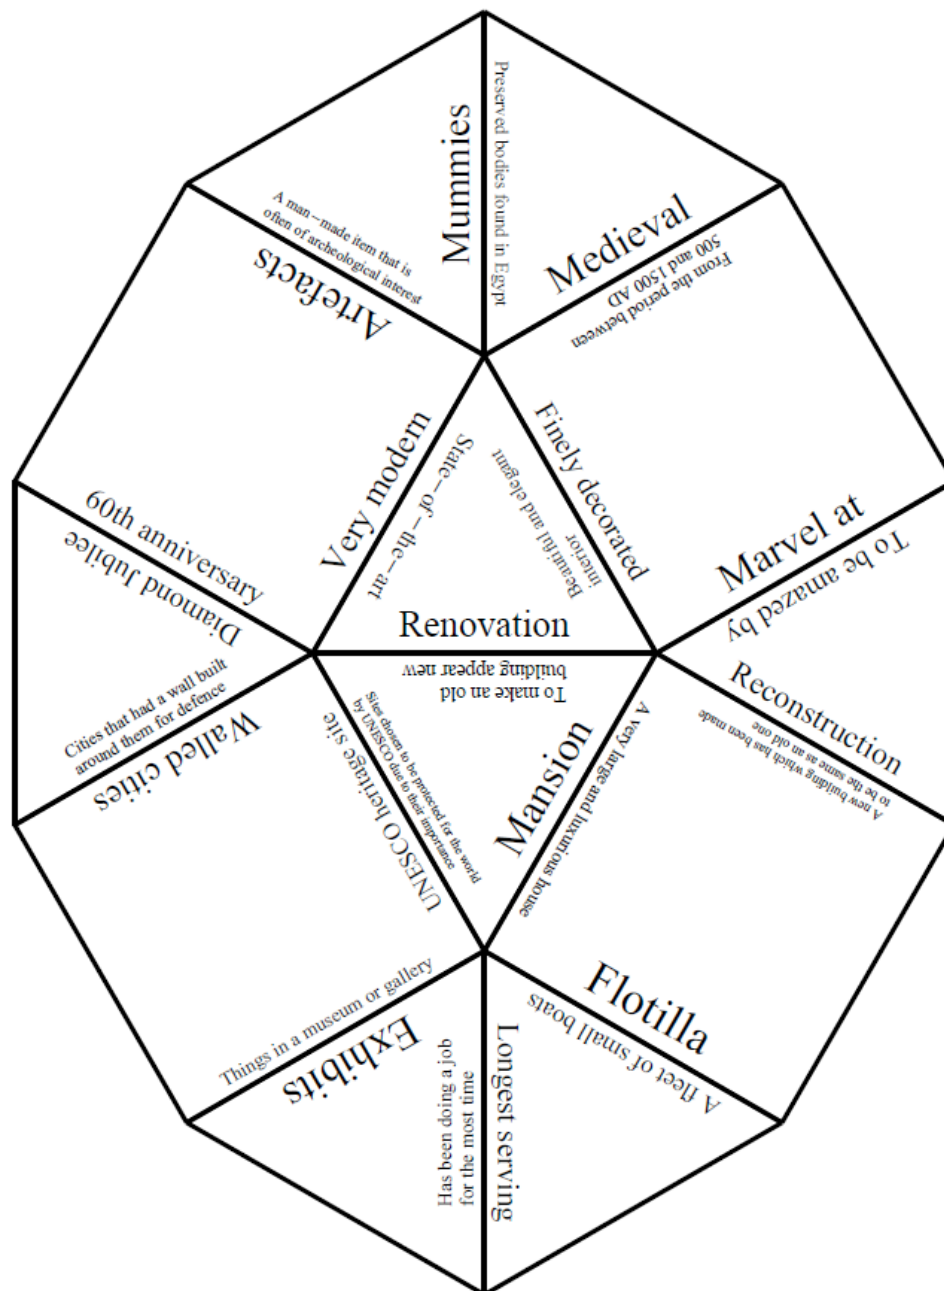 Mummies
Preserved bodies found in Egypt
Medieval
From the period between
500 and 1500 AD
A man-made item that is
often of archeological interest
Artefacts
Very modern
State-of-the-art
Finely decorated
Beautiful and elegant
interior
60th anniversary
Diamond Jubilee
Marvel at
To be amazed by
Renovation
To make an old
building appear new
Cities that had a wall built
around them for defence
Walled cities
Sites chosen to be protected for the world
by UNESCO due to their importance
UNESCO heritage site
Mansion
A very large and luxurious house
Reconstruction
A new building which has been made
to be the same as an old one
Things in a museum or gallery
Exhibits
Flotilla
A fleet of small boats
Has been doing a job
for the most time
Longest serving